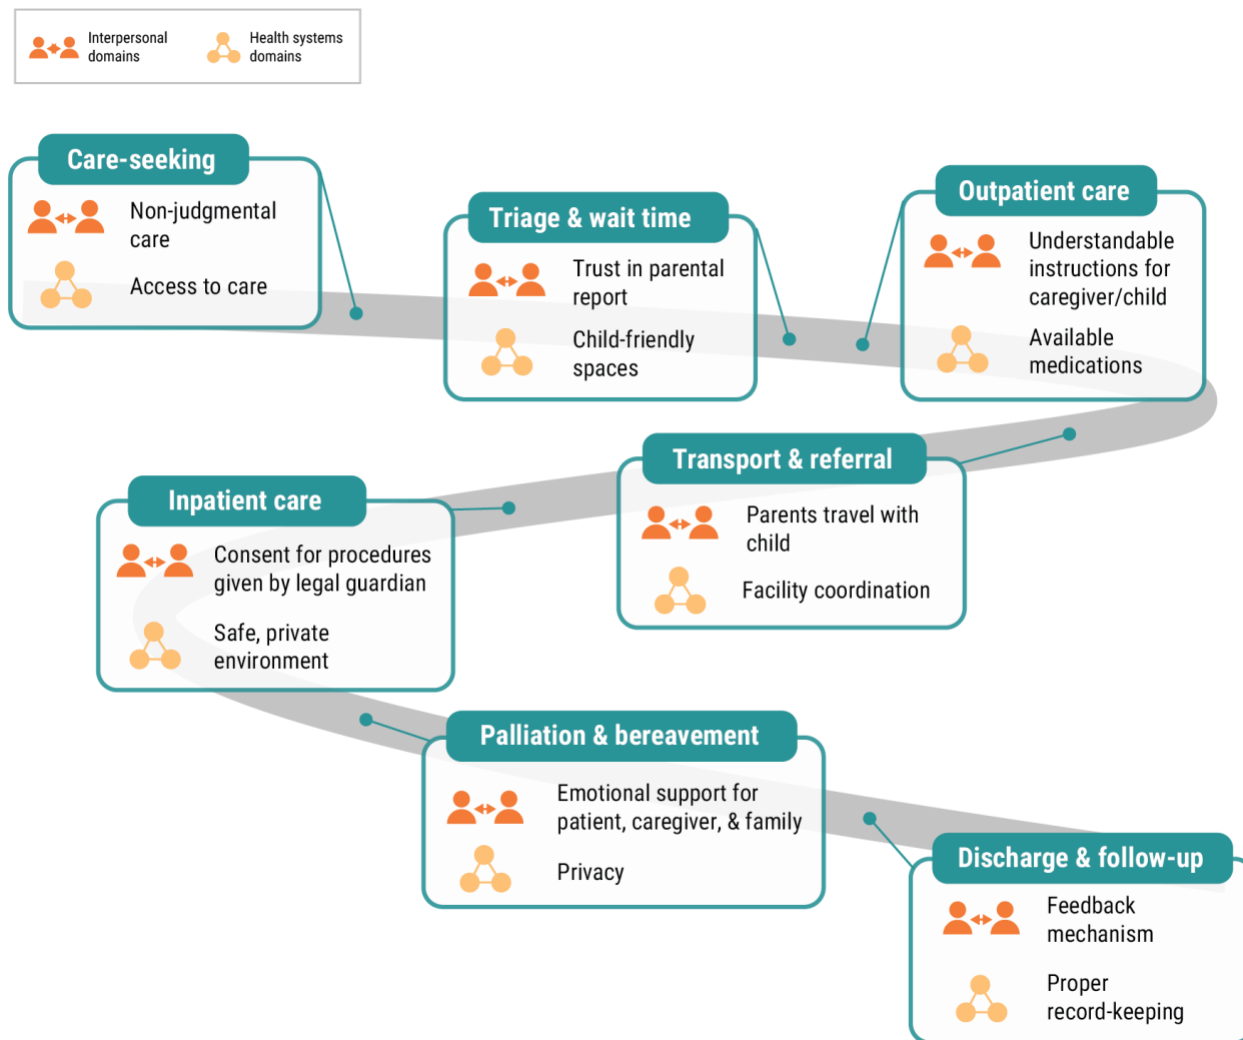 Interpersonal
domains
Health systems
domains
Care-seeking
Non-judgmental
care
Access to care
Triage & wait time
Trust in parental
report
Child-friendly
spaces
Outpatient care
Understandable
instructions for
caregiver/child
Available
medications
Transport & referral
Parents travel with
child
Facility coordination
Inpatient care
Consent for procedures
given by legal guardian
Safe, private
environment
Palliation & bereavement
Emotional support for
patient, caregiver, & family
Privacy
Discharge & follow-up
Feedback
mechanism
Proper
record-keeping